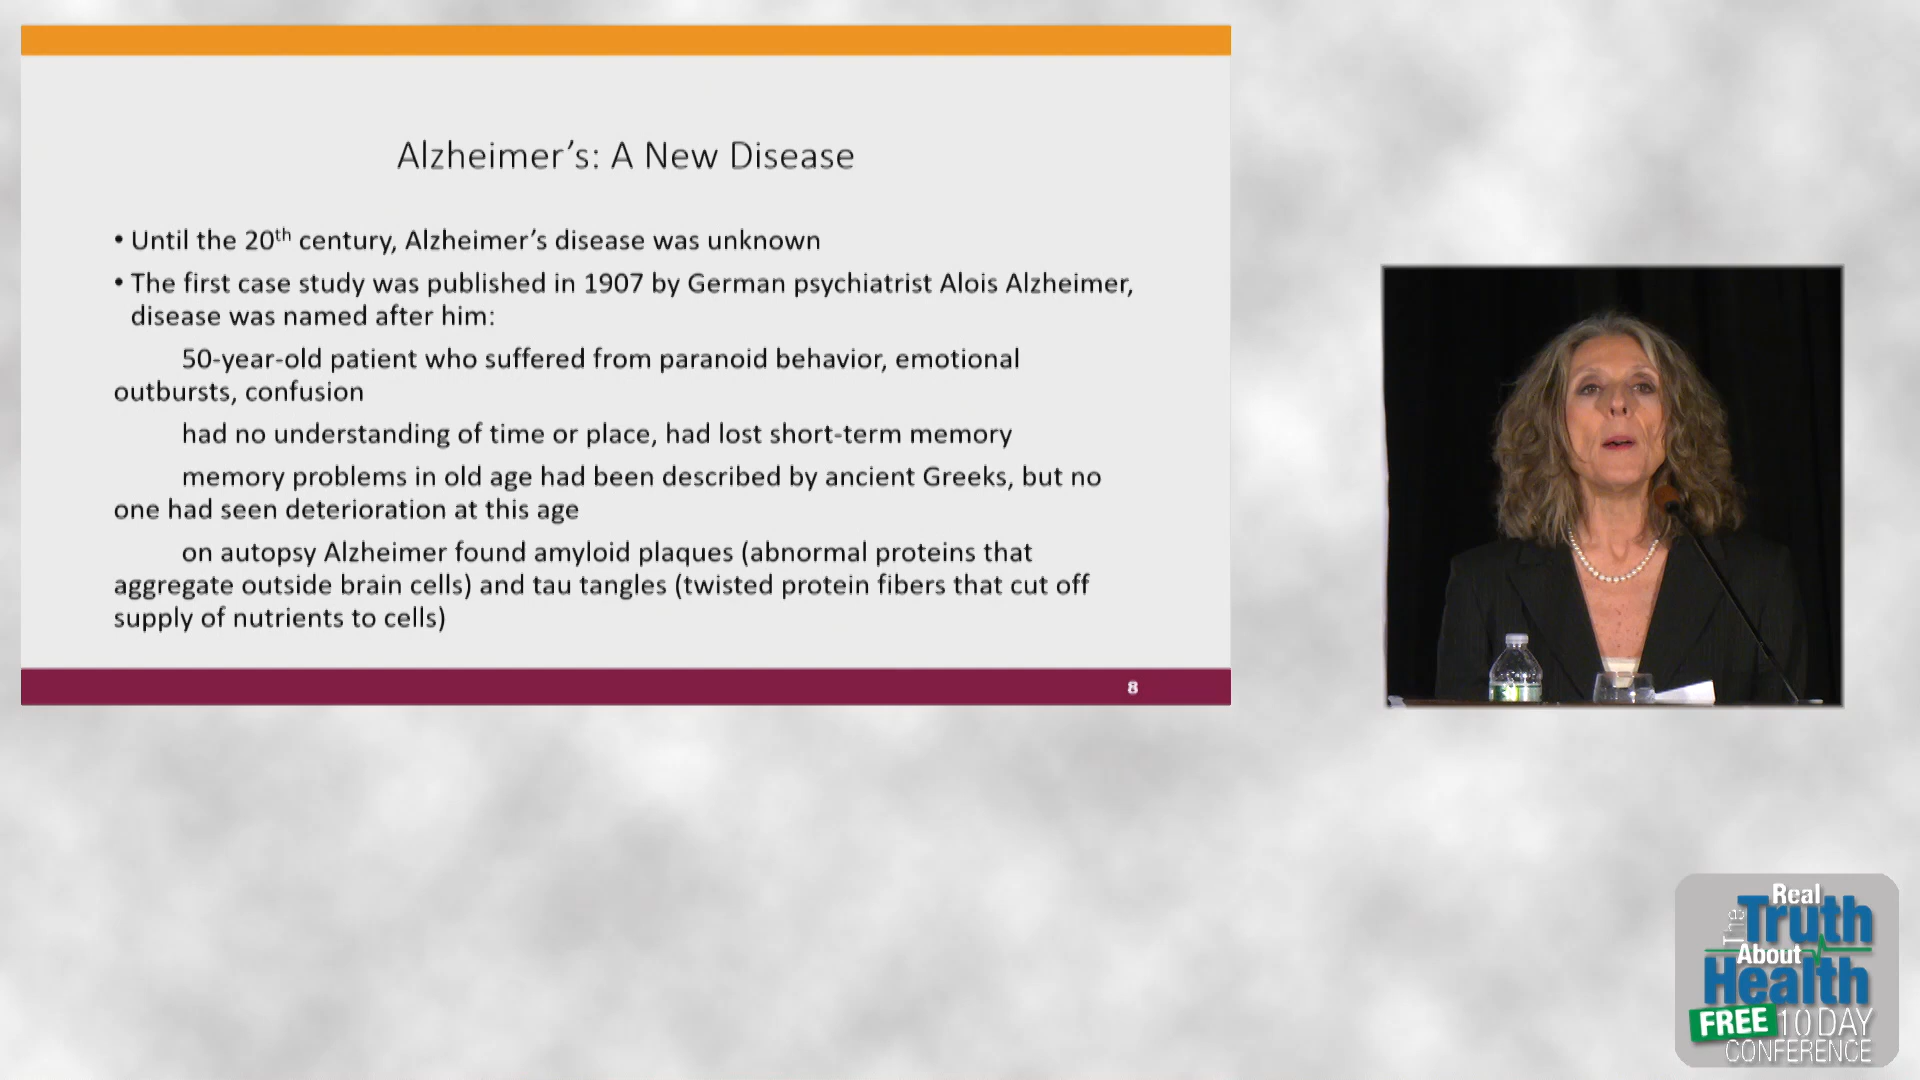 Alzheimer's: A New Disease
• Until the 20th century, Alzheimer's disease was unknown
• The first case study was published in 1907 by German psychiatrist Alois Alzheimer,
disease was named after him:
50-year-old patient who suffered from paranoid behavior, emotional
outbursts, confusion
had no understanding of time or place, had lost short-term memory
memory problems in old age had been described by ancient Greeks, but no
one had seen deterioration at this age
on autopsy Alzheimer found amyloid plaques (abnormal proteins that
aggregate outside brain cells) and tau tangles (twisted protein fibers that cut off
supply of nutrients to cells)
8
The Real
Truth
About
Health
FREE 10 DAY
CONFERENCE